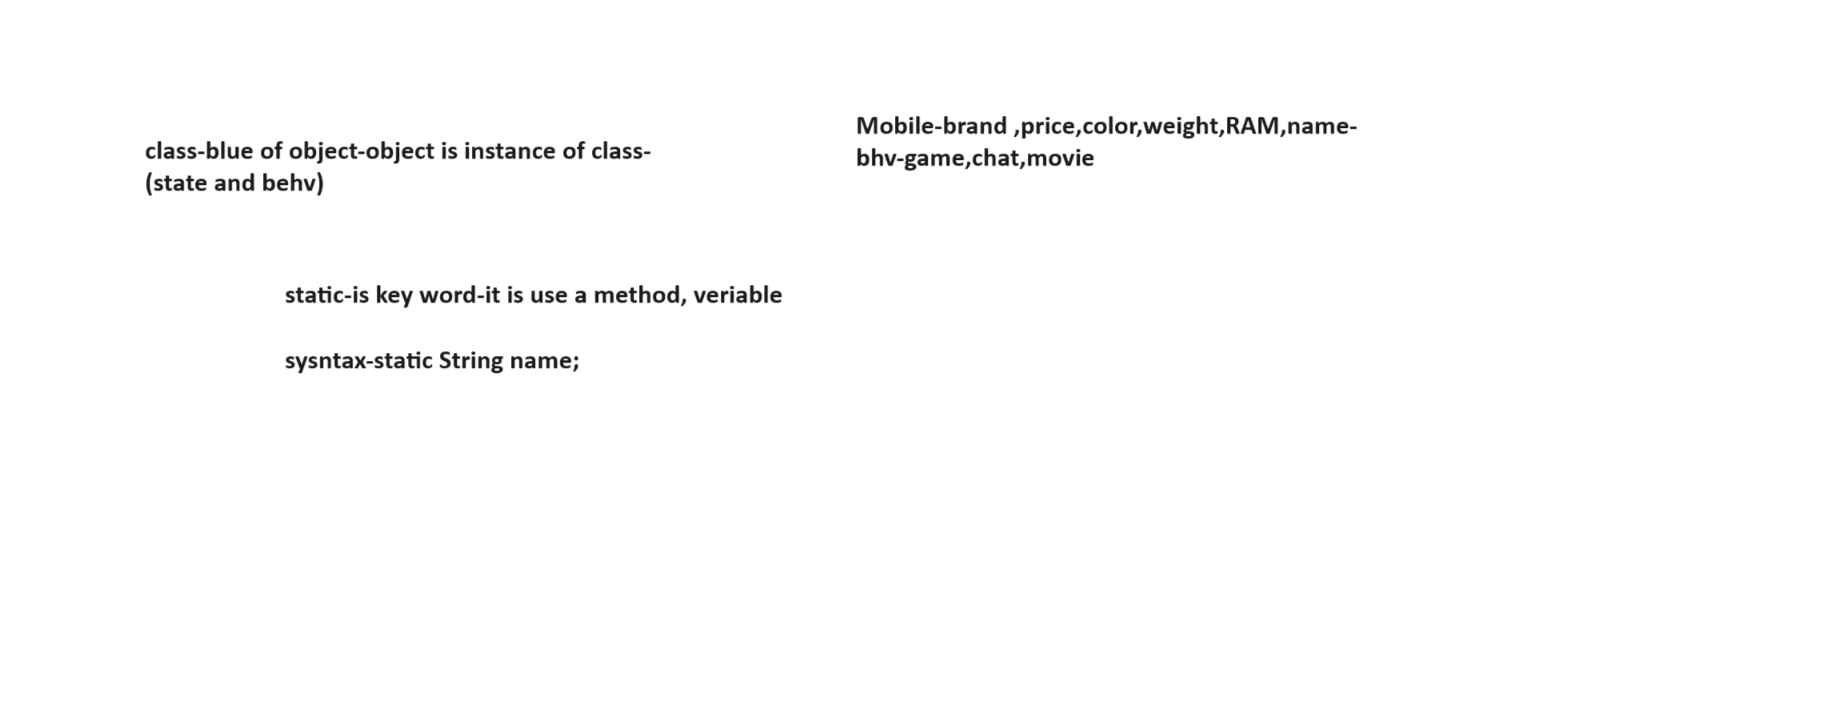 class-blue of object-object is instance of class-
(state and behv)
Mobile-brand ,price,color,weight,RAM,name-
bhv-game,chat,movie
static-is key word-it is use a method, veriable
sysntax-static String name;